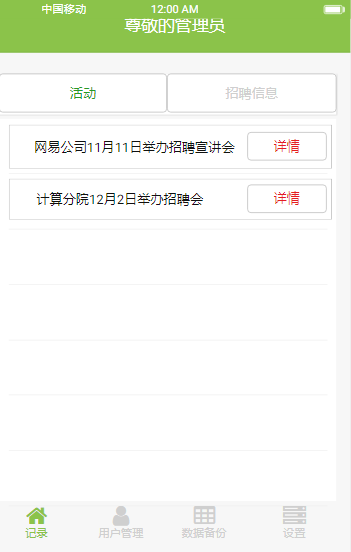 中国移动 12:00 AM
尊敬的管理员
活动 招聘信息
网易公司11月11日举办招聘宣讲会 详情
计算分院12月2日举办招聘会 详情
记录 用户管理 数据备份 设置